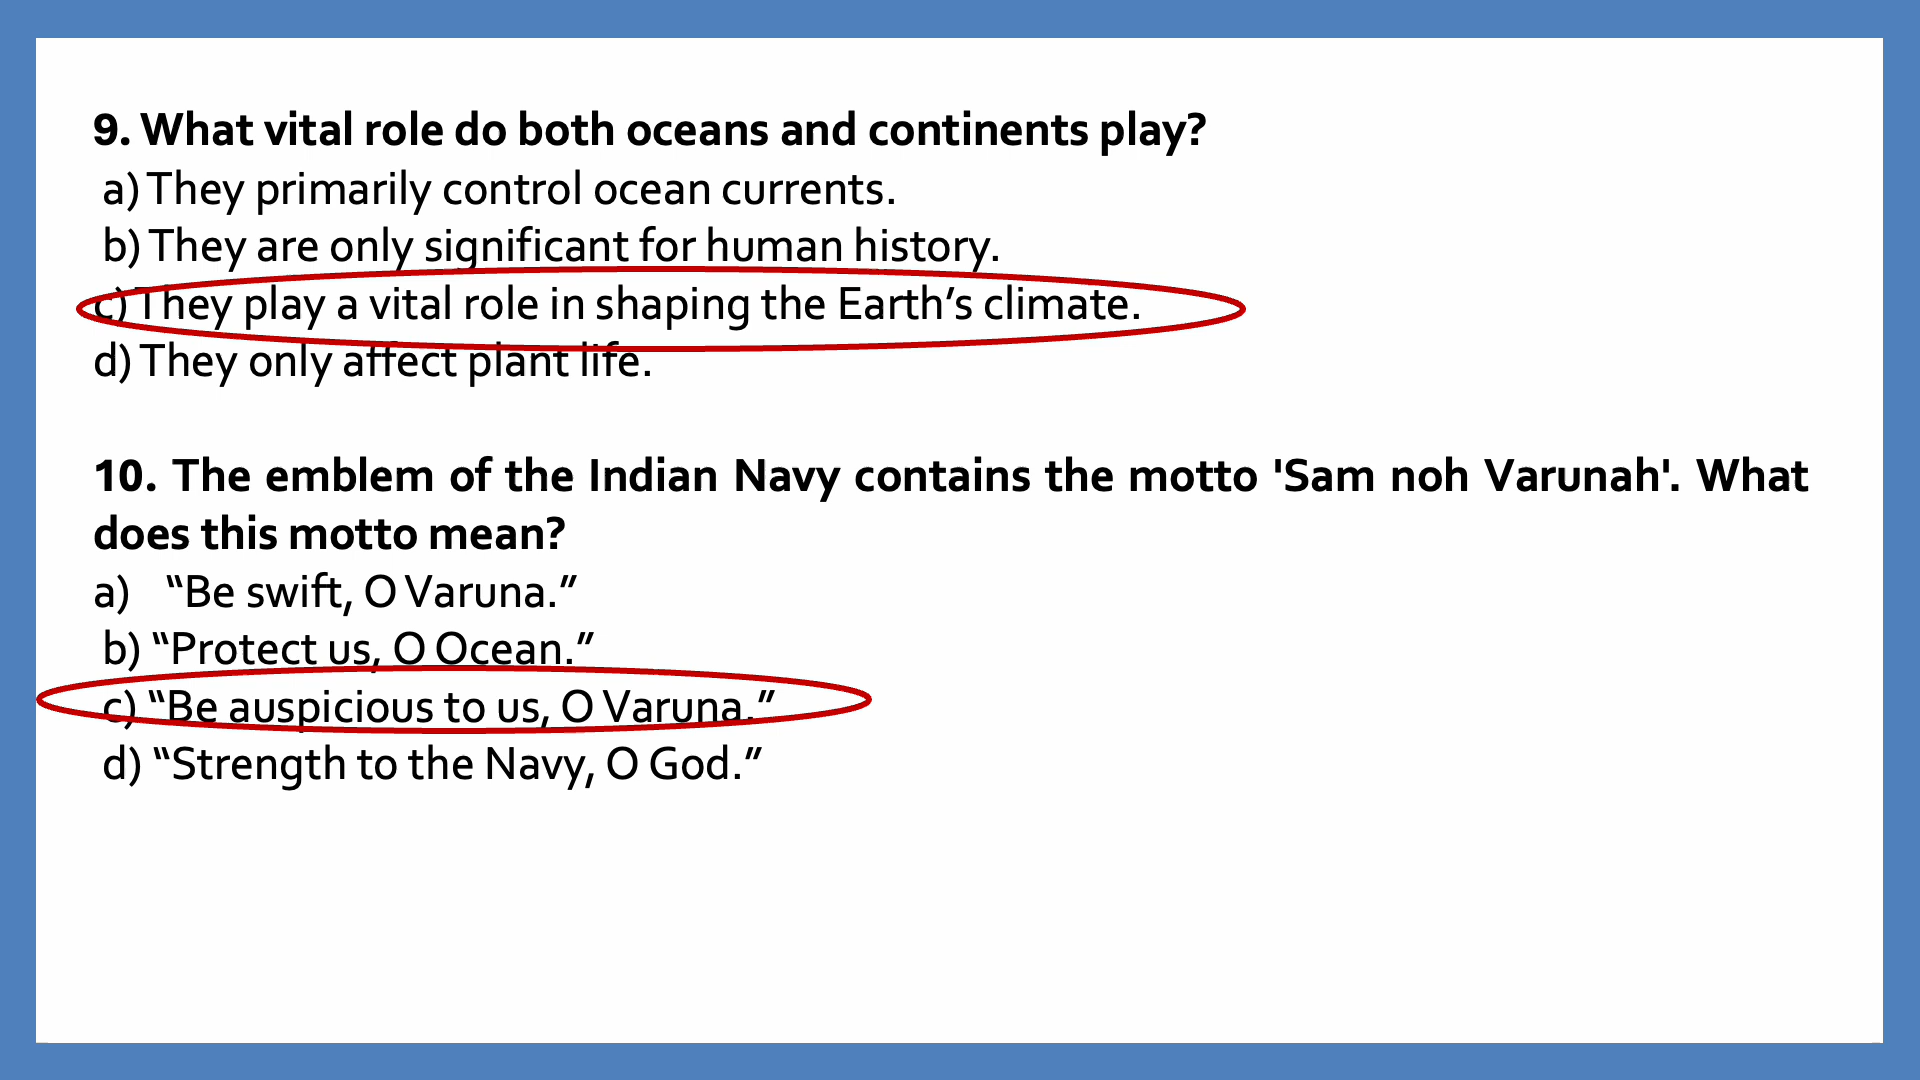 9. What vital role do both oceans and continents play?
a) They primarily control ocean currents.
b) They are only significant for human history.
c) They play a vital role in shaping the Earth’s climate.
d) They only affect plant life.
10. The emblem of the Indian Navy contains the motto 'Sam noh Varunah'. What
does this motto mean?
a) “Be swift, O Varuna.”
b) “Protect us, O Ocean.”
c) “Be auspicious to us, O Varuna.”
d) “Strength to the Navy, O God.”